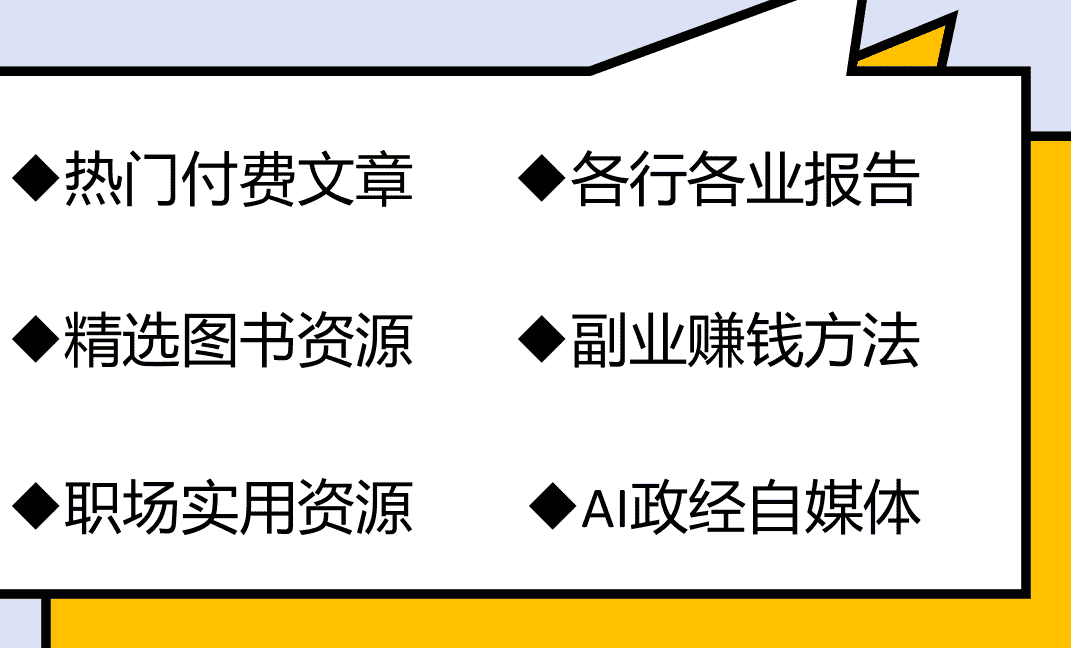 ◆热门付费文章 ◆各行各业报告
◆精选图书资源 ◆副业赚钱方法
◆职场实用资源 ◆AI政经自媒体